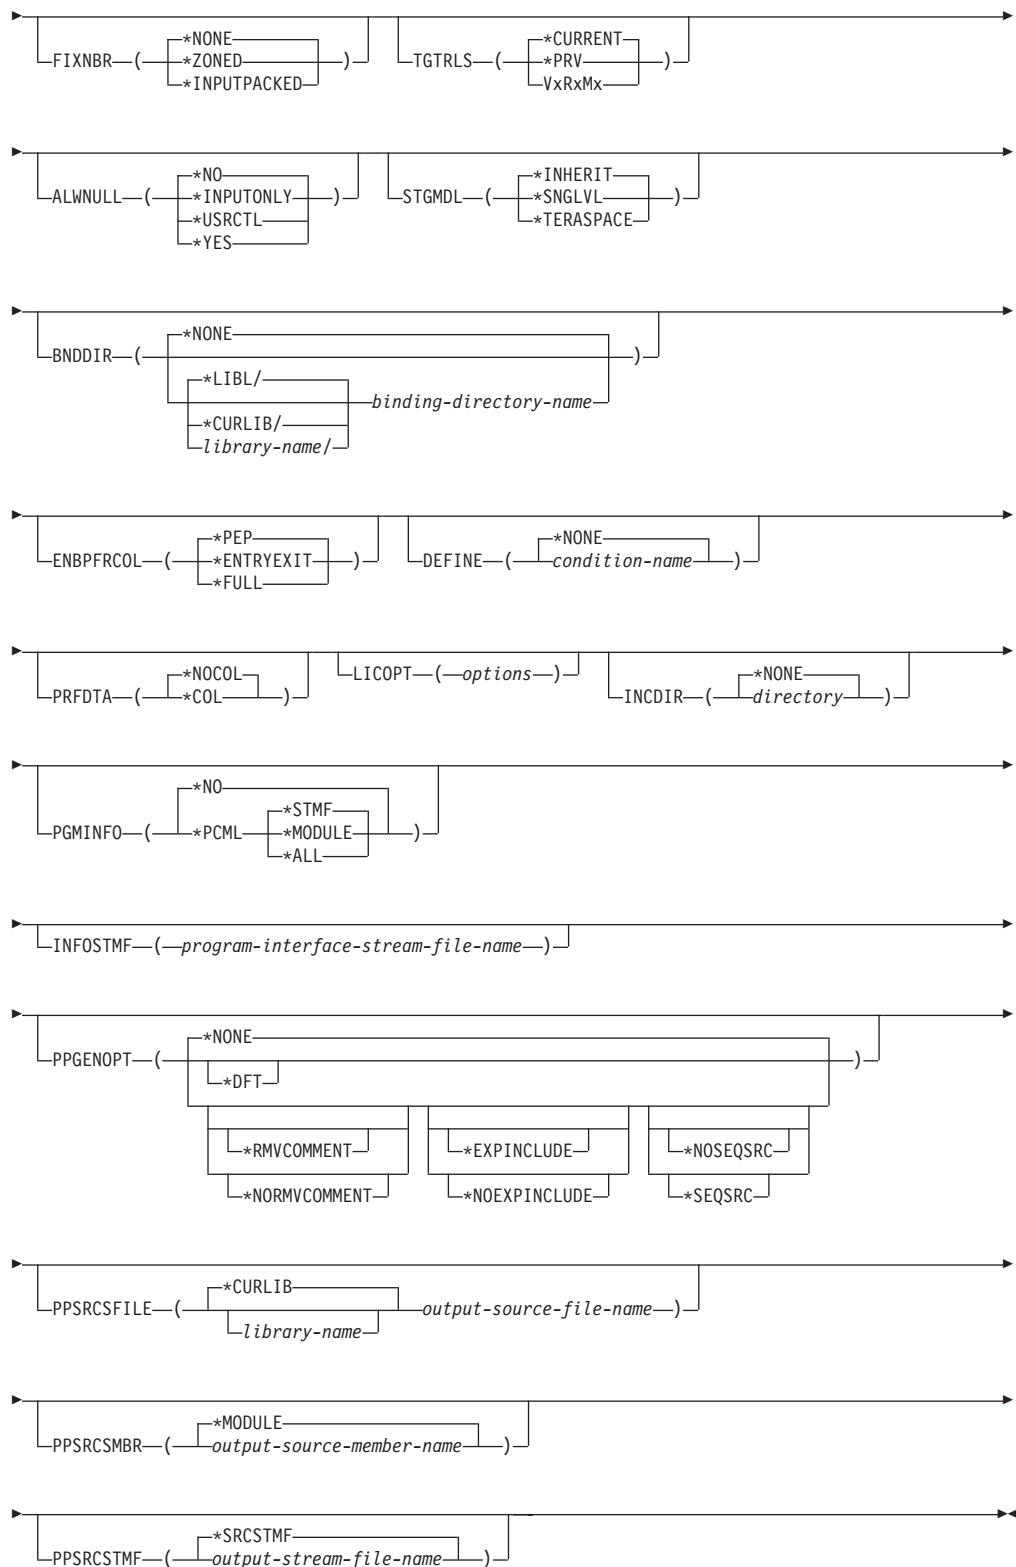 *NONE *CURRENT
FIXNBR ( *ZONED ) TGTRLS ( *PRV )
*INPUTPACKED VxRxMx
*NO *INHERIT
ALWNULL ( *INPUTONLY ) STGMDL ( *SNGLVL )
*USRCTL *TERASPACE
*YES
*NONE
BNDDIR ( )
*LIBL/
binding-directory-name
*CURLIB/
library-name/
*PEP *NONE
ENBPFRCOL ( *ENTRYEXIT ) DEFINE ( condition-name )
*FULL
*NOCOL LICOPT ( options ) *NONE
PRFDTA ( *COL ) INCDIR ( directory )
*NO
*STMF
PGMINFO ( *PCML *MODULE )
*ALL
INFOSTMF ( program-interface-stream-file-name )
*NONE
PPGENOPT ( )
*DFT
*RMVCOMMENT *EXPINCLUDE *NOSEQSRC
*NORMVCOMMENT *NOEXPINCLUDE *SEQSRC
*CURLIB
PPSRCSFILE ( output-source-file-name )
library-name
*MODULE
PPSRCSMBR ( output-source-member-name )
*SRCSTMF
PPSRCSTMF ( output-stream-file-name )